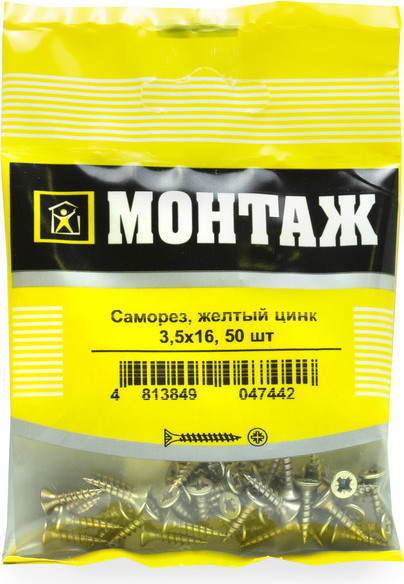 МОНТАЖ
Саморез, желтый цинк
3,5х16, 50 шт
4 813849 047442